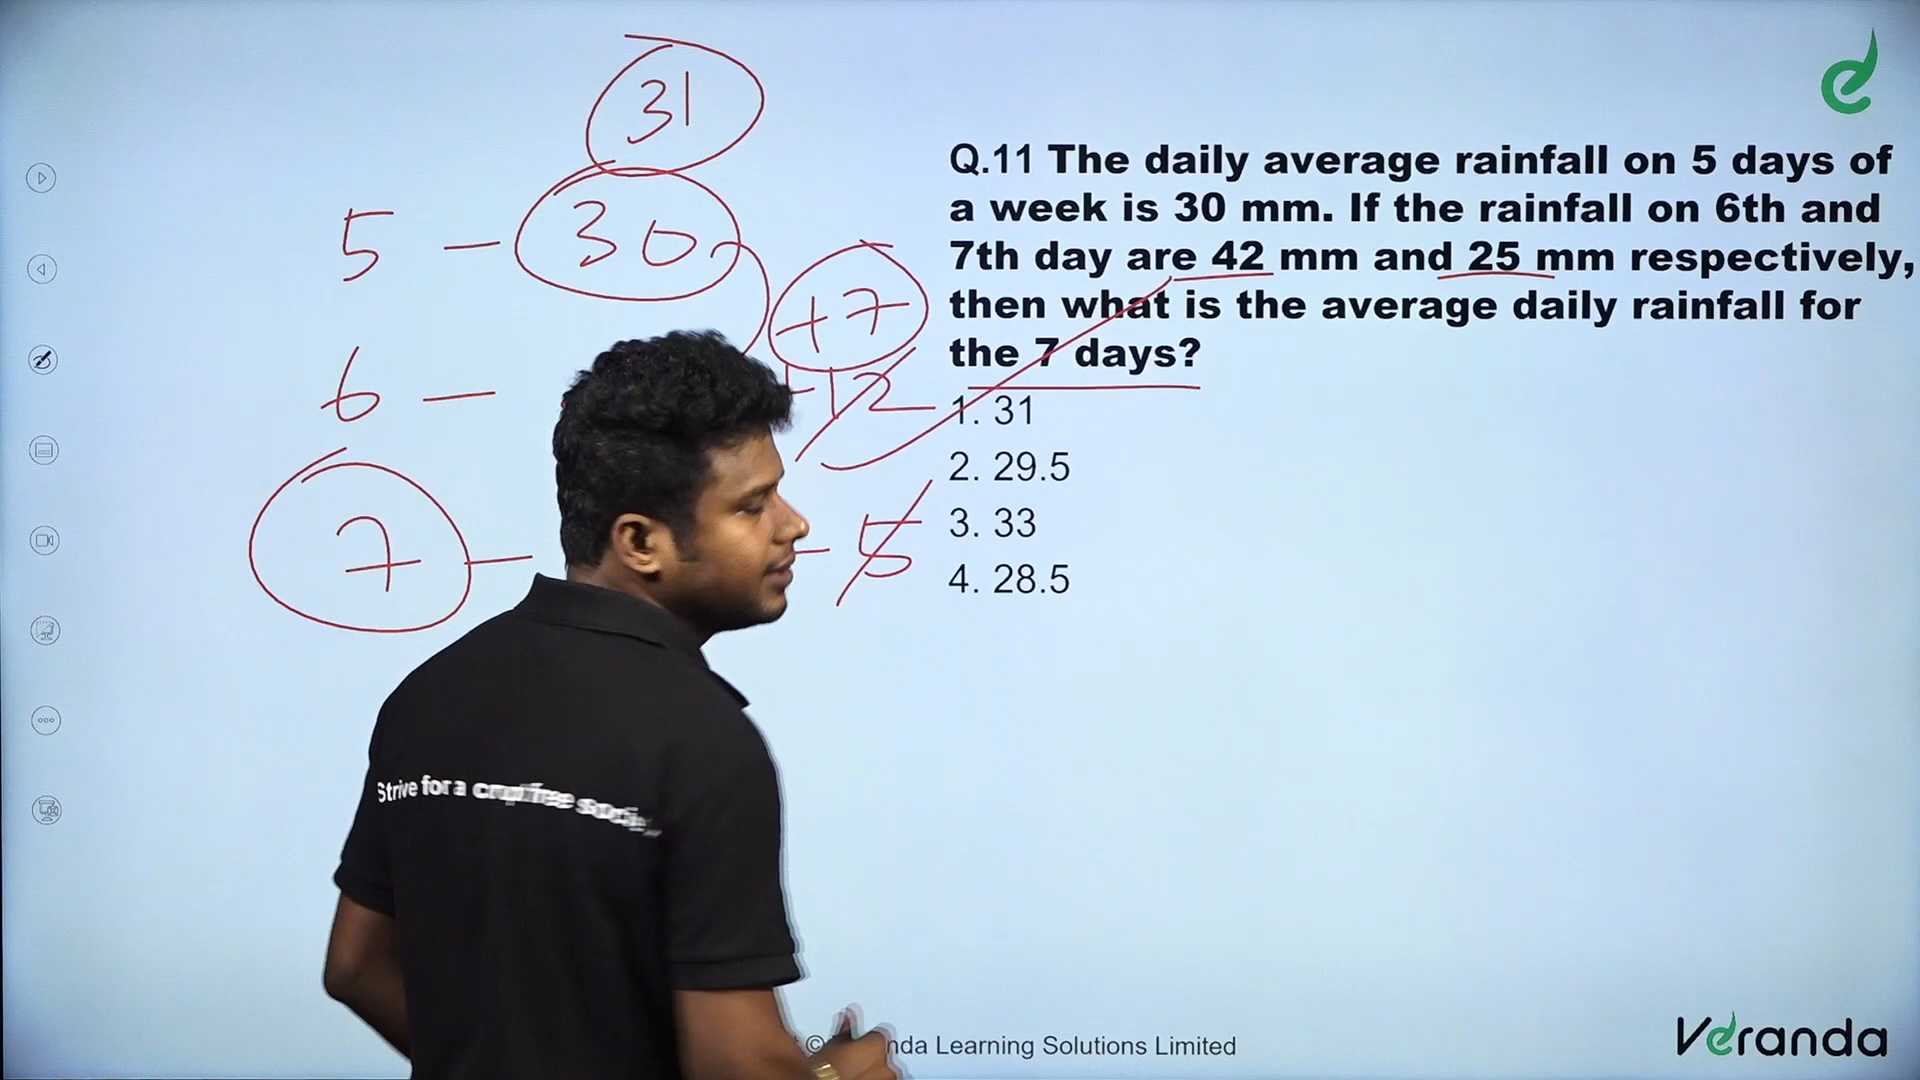 31
5 - 30
+7
6 - +12
7 - - 5
Q.11 The daily average rainfall on 5 days of
a week is 30 mm. If the rainfall on 6th and
7th day are 42 mm and 25 mm respectively,
then what is the average daily rainfall for
the 7 days?
1. 31
2. 29.5
3. 33
4. 28.5
Strive for a
© nda Learning Solutions Limited
Veranda